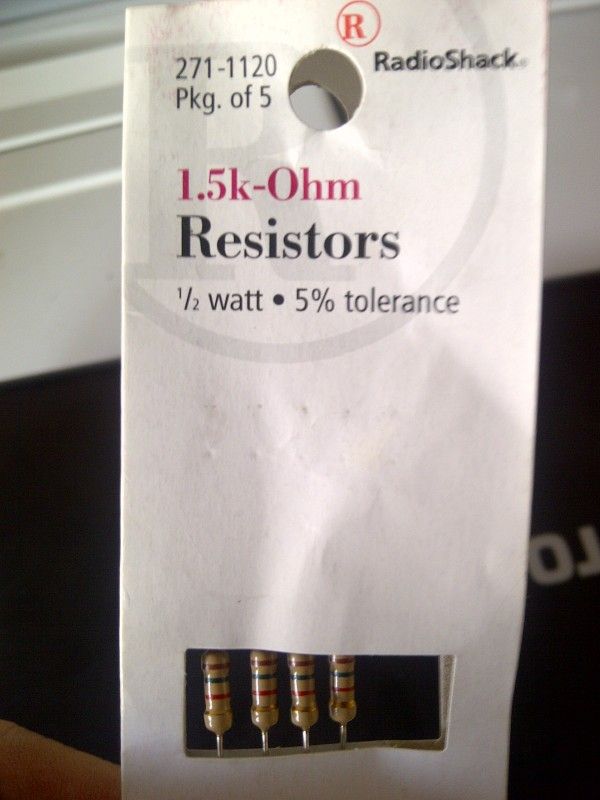 ® RadioShack®
271-1120
Pkg. of 5
1.5k-Ohm
Resistors
1/2 watt • 5% tolerance